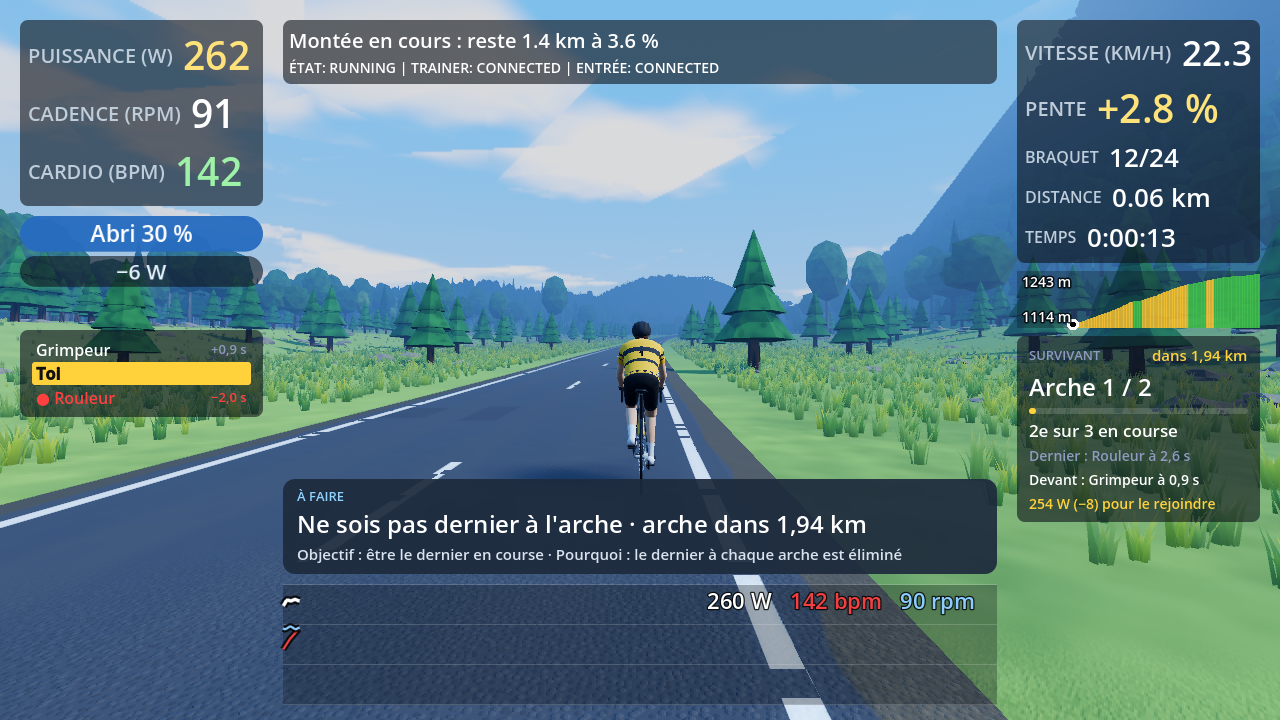 PUISSANCE (W) 262
CADENCE (RPM) 91
CARDIO (BPM) 142
Abri 30 %
−6 W
Grimpeur +0,9 s
Toi
Rouleur −2,0 s
Montée en cours : reste 1.4 km à 3.6 %
ÉTAT: RUNNING | TRAINER: CONNECTED | ENTRÉE: CONNECTED
VITESSE (KM/H) 22.3
PENTE +2.8 %
BRAQUET 12/24
DISTANCE 0.06 km
TEMPS 0:00:13
1243 m
1114 m
SURVIVANT dans 1,94 km
Arche 1 / 2
2e sur 3 en course
Dernier : Rouleur à 2,6 s
Devant : Grimpeur à 0,9 s
254 W (−8) pour le rejoindre
À FAIRE
Ne sois pas dernier à l'arche · arche dans 1,94 km
Objectif : être le dernier en course · Pourquoi : le dernier à chaque arche est éliminé
260 W 142 bpm 90 rpm